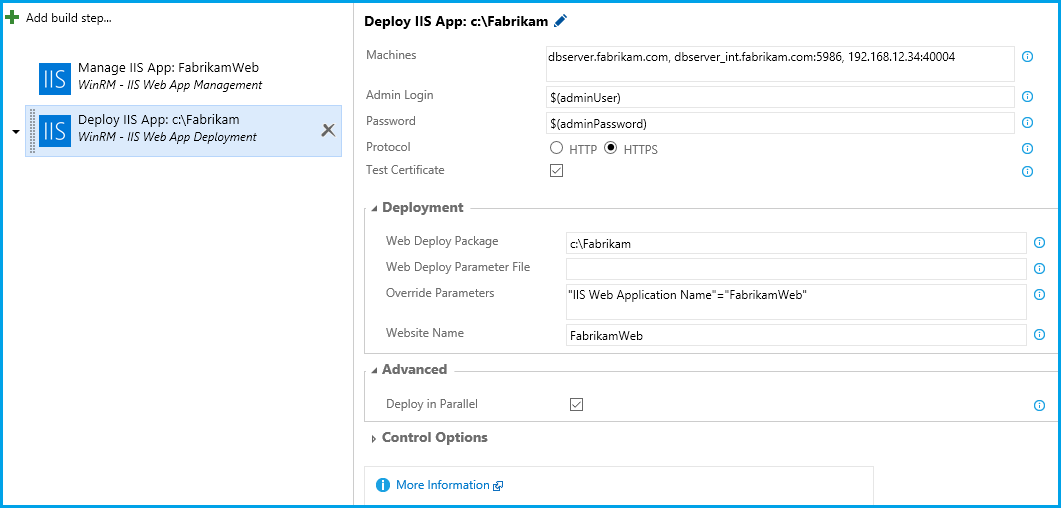 Add build step...
IIS
Manage IIS App: FabrikamWeb
WinRM - IIS Web App Management
IIS
Deploy IIS App: c:\Fabrikam
WinRM - IIS Web App Deployment
Deploy IIS App: c:\Fabrikam
Machines
dbserver.fabrikam.com, dbserver_int.fabrikam.com:5986, 192.168.12.34:40004
Admin Login
$(adminUser)
Password
$(adminPassword)
Protocol
HTTP HTTPS
Test Certificate
Deployment
Web Deploy Package
c:\Fabrikam
Web Deploy Parameter File
Override Parameters
"IIS Web Application Name"="FabrikamWeb"
Website Name
FabrikamWeb
Advanced
Deploy in Parallel
Control Options
More Information